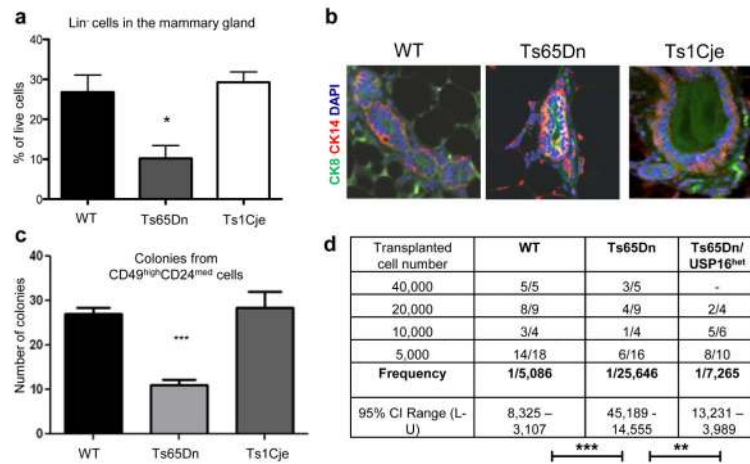 a
Lin- cells in the mammary gland
% of live cells
40
30
20
10
0
*
WT
Ts65Dn
Ts1Cje
b
WT
Ts65Dn
Ts1Cje
CK8 CK14 DAPI
c
Colonies from
CD49highCD24med cells
Number of colonies
40
30
20
10
0
***
WT
Ts65Dn
Ts1Cje
d
Transplanted cell number WT Ts65Dn Ts65Dn/USP16het
40,000 5/5 3/5 -
20,000 8/9 4/9 2/4
10,000 3/4 1/4 5/6
5,000 14/18 6/16 8/10
Frequency 1/5,086 1/25,646 1/7,265
95% CI Range (L-U) 8,325 – 3,107 45,189 - 14,555 13,231 – 3,989
*** **